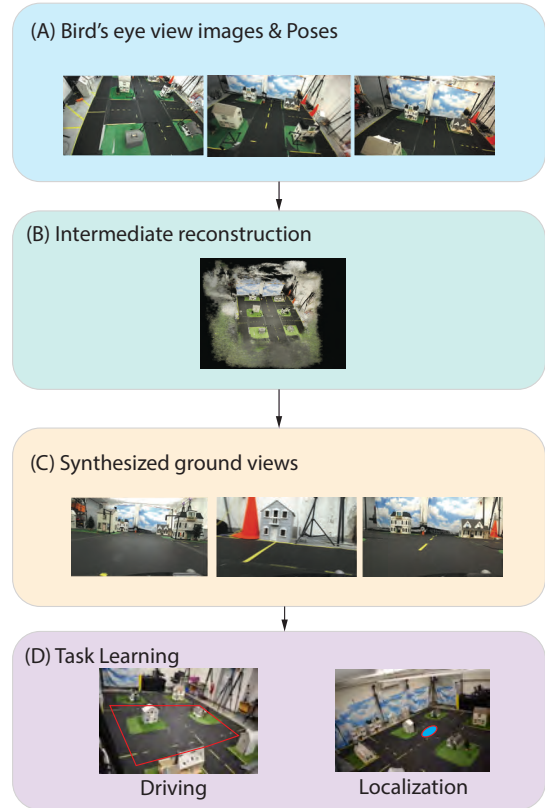 (A) Bird's eye view images & Poses
(B) Intermediate reconstruction
(C) Synthesized ground views
(D) Task Learning
Driving
Localization